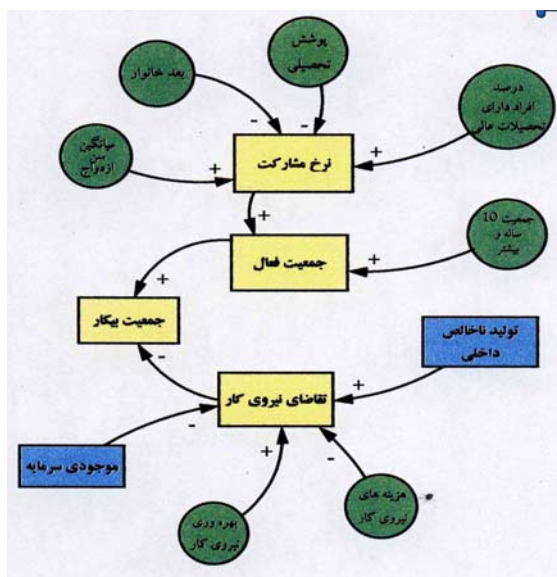 پوشش
تحصیلی
بعد خانوار
درصد
افراد دارای
تحصیلات عالی
میانگین
سن
ازدواج
نرخ مشارکت
جمعیت 10
ساله و
بیشتر
جمعیت فعال
جمعیت بیکار
تولید ناخالص
داخلی
تقاضای نیروی کار
موجودی سرمایه
بهره وری
نیروی کار
هزینه های
نیروی کار
-
-
+
+
+
+
+
-
+
-
+
-